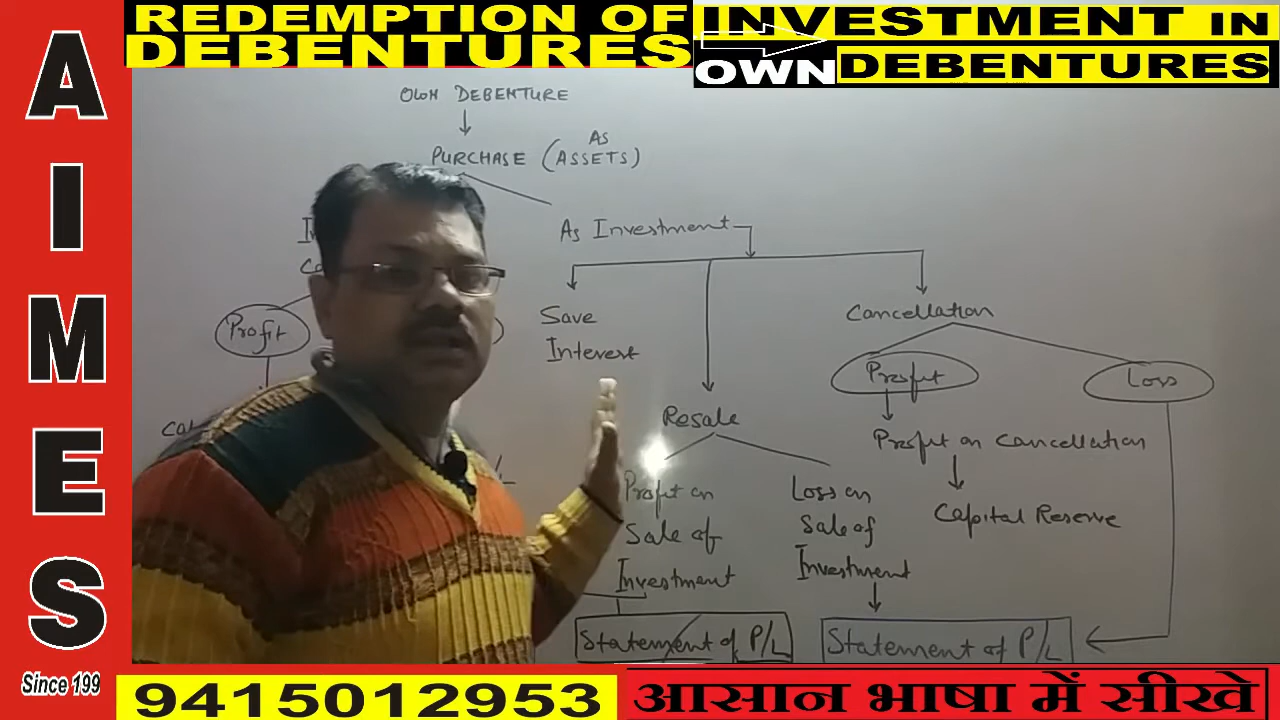 AIMES
Since 199
REDEMPTION OF
DEBENTURES
INVESTMENT IN
OWN DEBENTURES
OWN DEBENTURE
AS
PURCHASE (ASSETS)
As Investment
Profit
Save
Interest
Resale
Profit on
Sale of
Investment
Statement of P/L
Loss on
Sale of
Investment
Statement of P/L
Cancellation
Profit
Loss
Profit on Cancellation
Capital Reserve
9415012953
आसान भाषा में सीखे